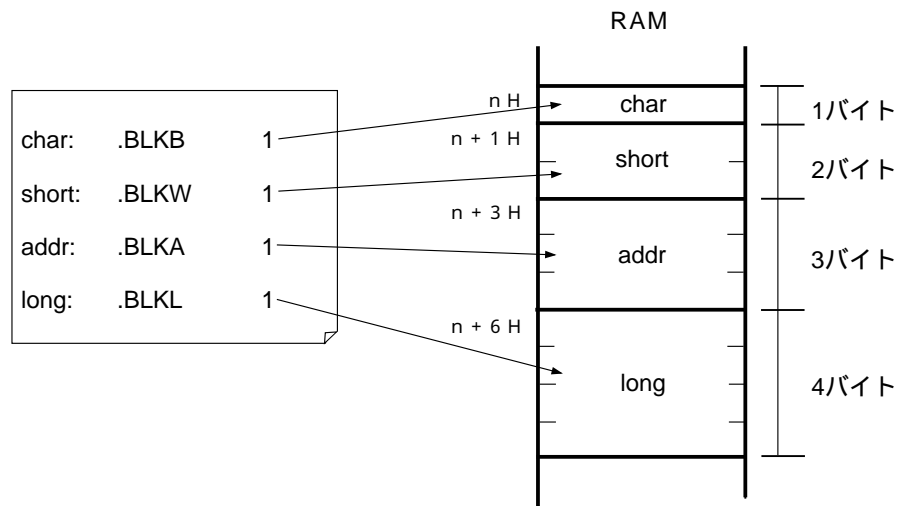 RAM
char: .BLKB 1
short: .BLKW 1
addr: .BLKA 1
long: .BLKL 1
n H
n + 1 H
n + 3 H
n + 6 H
char
short
addr
long
1バイト
2バイト
3バイト
4バイト